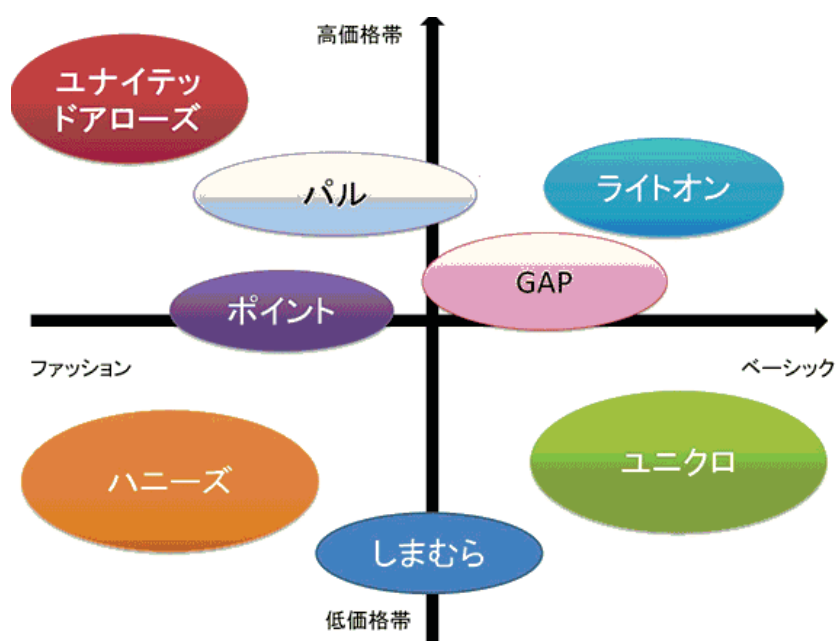 高価格帯
ユナイテッ
ドアローズ
パル
ライトオン
GAP
ポイント
ファッション
ベーシック
ハニーズ
ユニクロ
しまむら
低価格帯